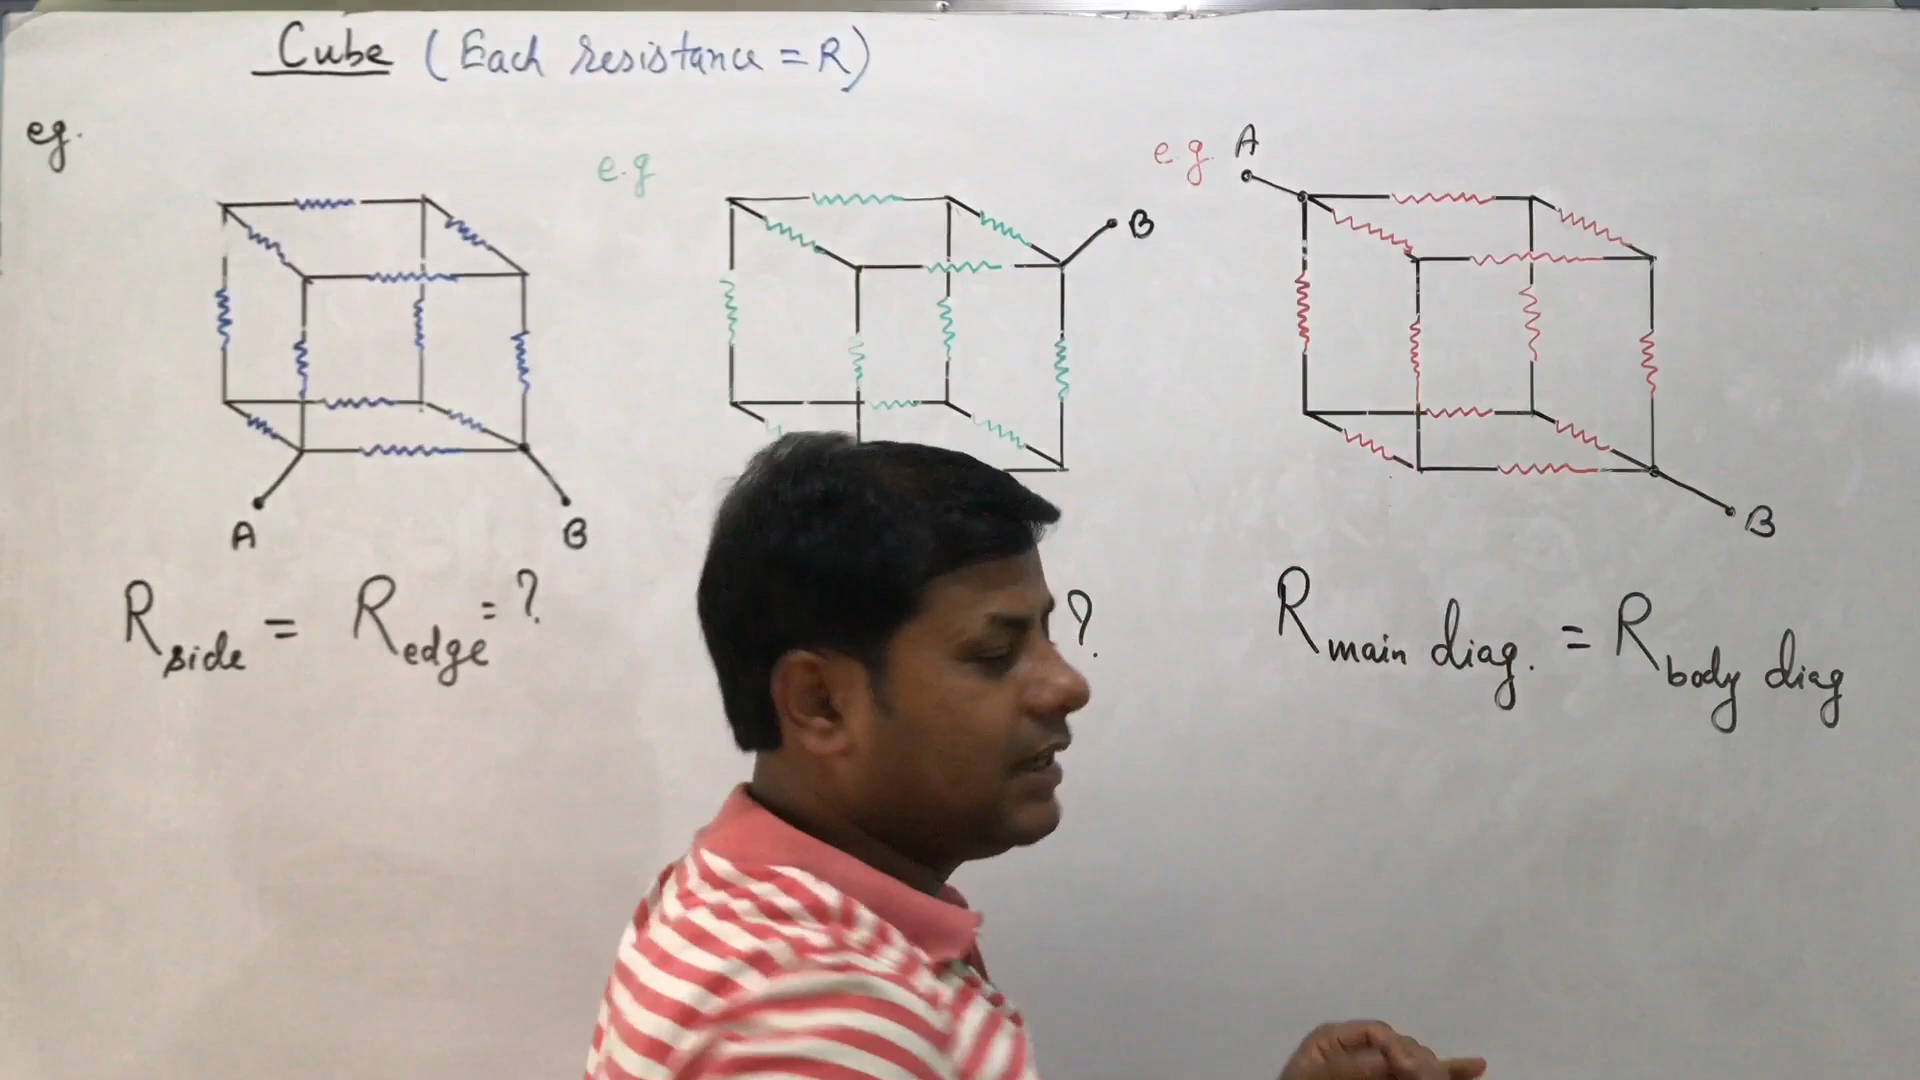 Cube (Each resistance = R)
eg.
e.g
e.g. A
B
A
B
B
R side = R edge = ?
?
R main diag. = R body diag